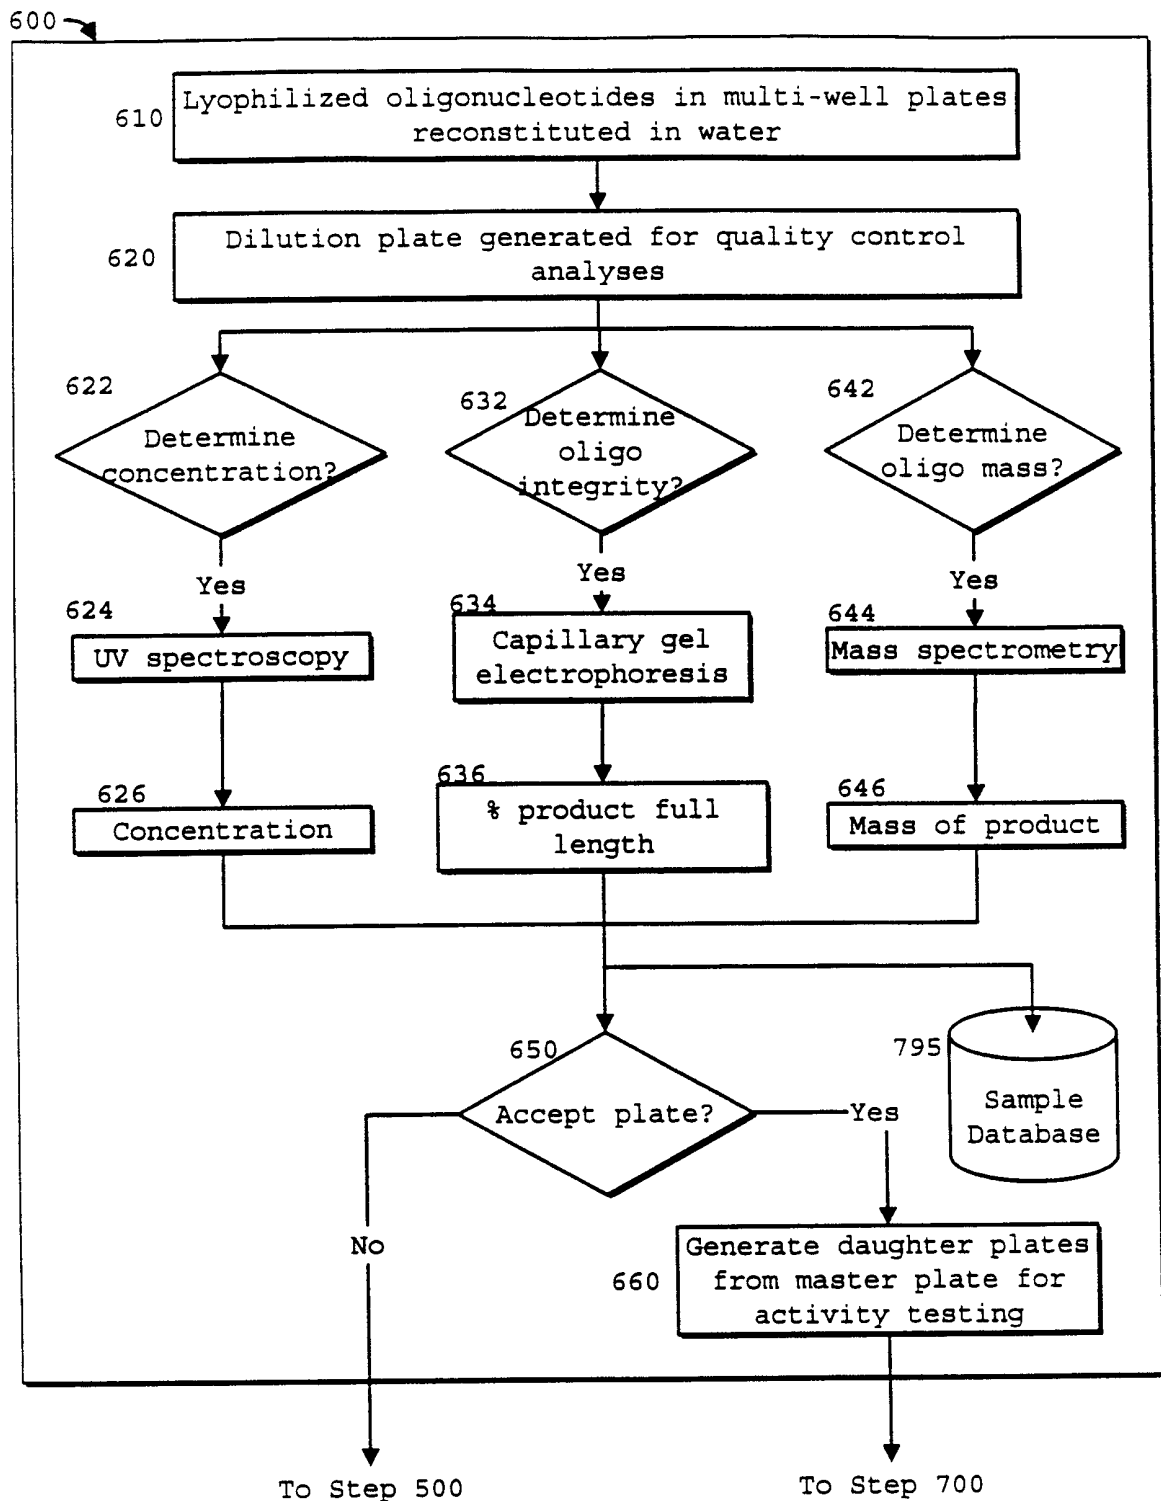 600
610
Lyophilized oligonucleotides in multi-well plates
reconstituted in water
620
Dilution plate generated for quality control
analyses
622
Determine
concentration?
632
Determine
oligo
integrity?
642
Determine
oligo mass?
Yes
Yes
Yes
624
UV spectroscopy
634
Capillary gel
electrophoresis
644
Mass spectrometry
626
Concentration
636
% product full
length
646
Mass of product
650
Accept plate?
795
Sample
Database
Yes
No
660
Generate daughter plates
from master plate for
activity testing
To Step 500
To Step 700